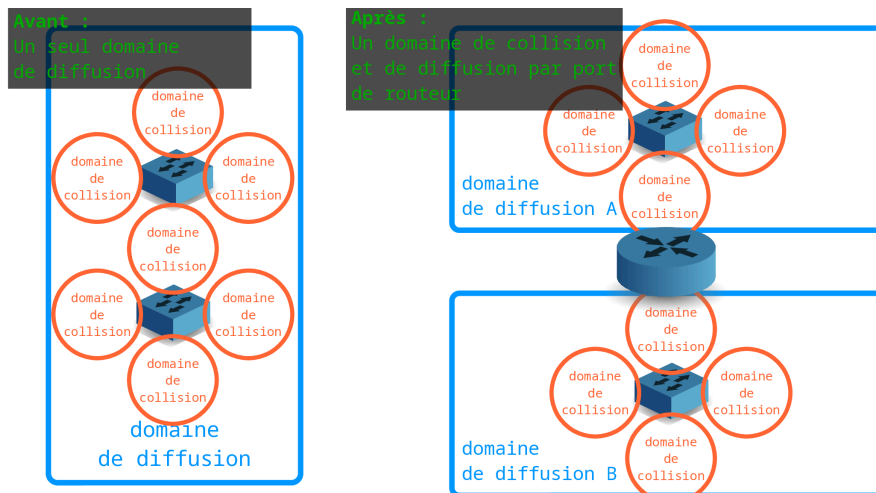 Avant :
Un seul domaine
de diffusion
domaine
de
collision
domaine
de
collision
domaine
de
collision
domaine
de
collision
domaine
de
collision
domaine
de
collision
domaine
de
collision
domaine
de diffusion
Après :
Un domaine de collision
et de diffusion par port
de routeur
domaine
de
collision
domaine
de
collision
domaine
de
collision
domaine
de
collision
domaine
de diffusion A
domaine
de
collision
domaine
de
collision
domaine
de
collision
domaine
de
collision
domaine
de diffusion B